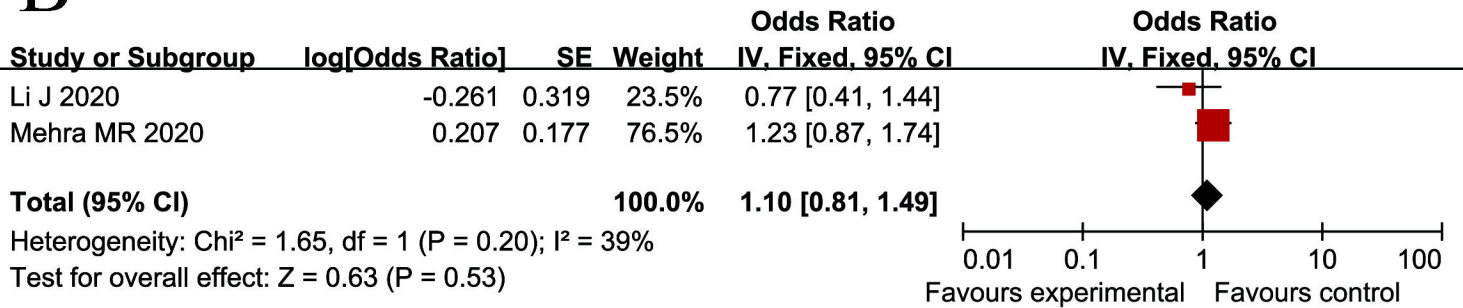 B
Odds Ratio Odds Ratio
Study or Subgroup log[Odds Ratio] SE Weight IV, Fixed, 95% CI IV, Fixed, 95% CI
Li J 2020 -0.261 0.319 23.5% 0.77 [0.41, 1.44]
Mehra MR 2020 0.207 0.177 76.5% 1.23 [0.87, 1.74]
Total (95% CI) 100.0% 1.10 [0.81, 1.49]
Heterogeneity: Chi² = 1.65, df = 1 (P = 0.20); I² = 39%
Test for overall effect: Z = 0.63 (P = 0.53)
0.01 0.1 1 10 100
Favours experimental Favours control